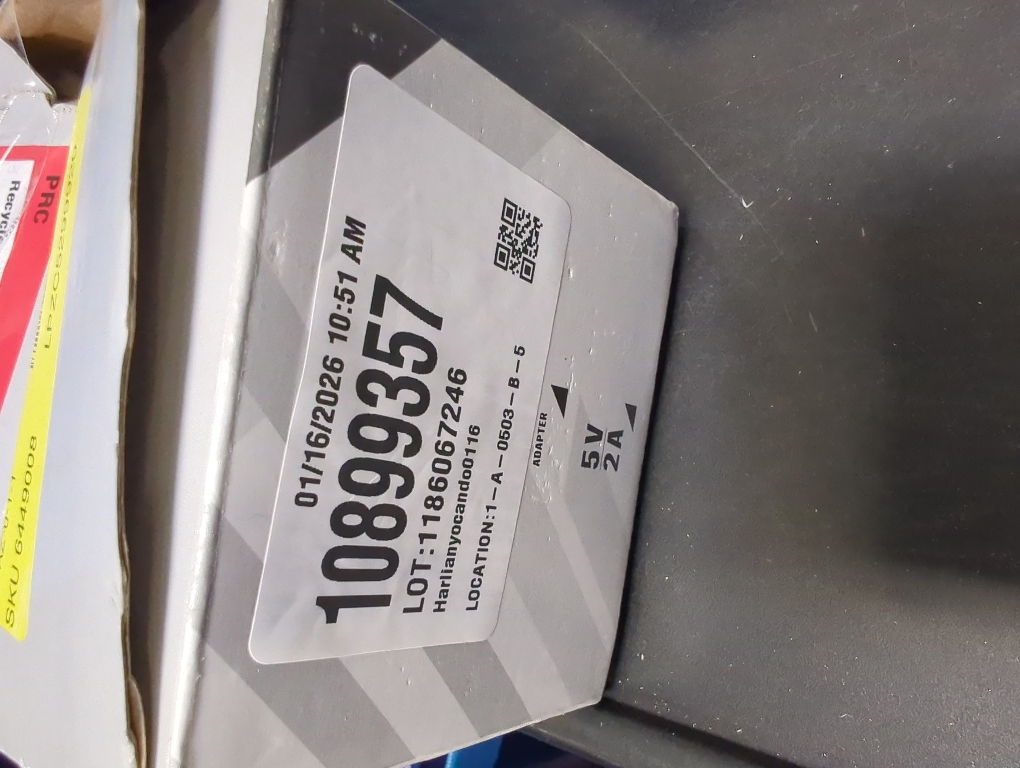 01/16/2026 10:51 AM
10899357
LOT:1186067246
Harlianyocando0116
LOCATION:1-A-0503-B-5
ADAPTER
5V
2A
SKU 6449008
PRC